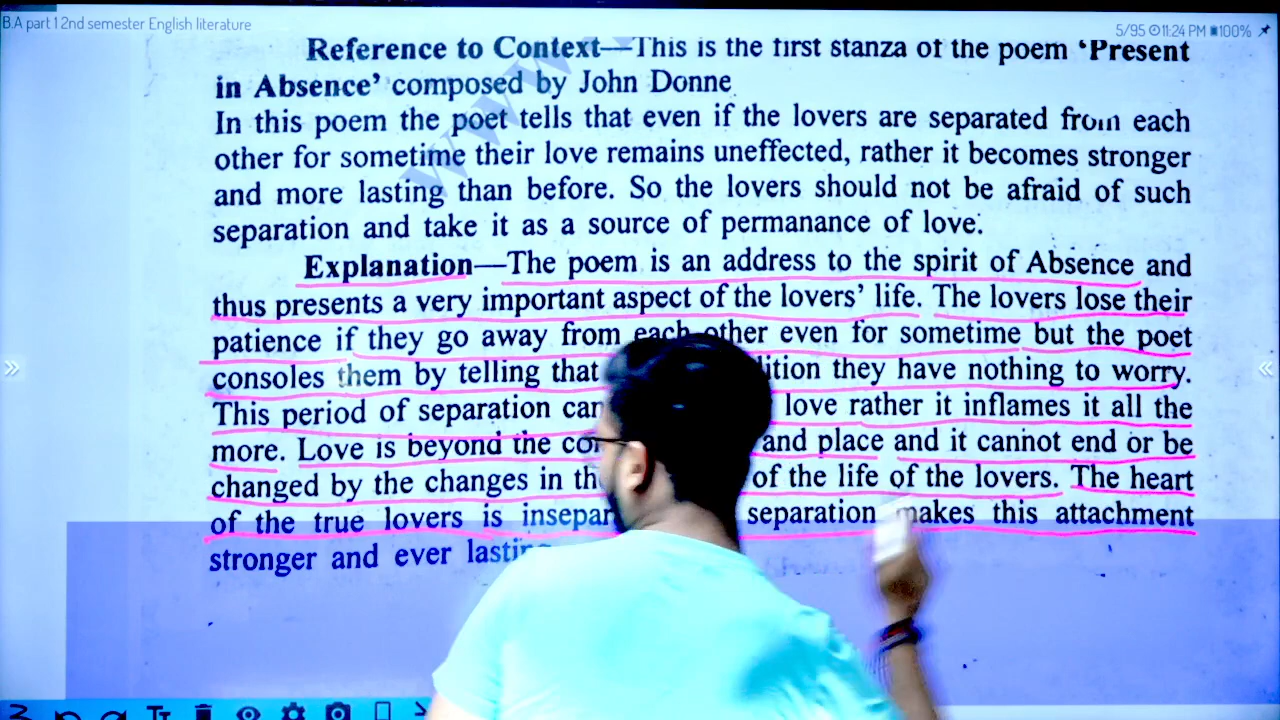 B.A part 1 2nd semester English literature
5/95 11:24 PM 100%
Reference to Context—This is the first stanza of the poem ‘Present
in Absence’ composed by John Donne
In this poem the poet tells that even if the lovers are separated from each
other for sometime their love remains uneffected, rather it becomes stronger
and more lasting than before. So the lovers should not be afraid of such
separation and take it as a source of permanance of love.
Explanation—The poem is an address to the spirit of Absence and
thus presents a very important aspect of the lovers’ life. The lovers lose their
patience if they go away from each other even for sometime but the poet
consoles them by telling that they have nothing to worry.
This period of separation love rather it inflames it all the
more. Love is beyond the and place and it cannot end or be
changed by the changes in of the life of the lovers. The heart
of the true lovers is separation makes this attachment
stronger and ever
www.